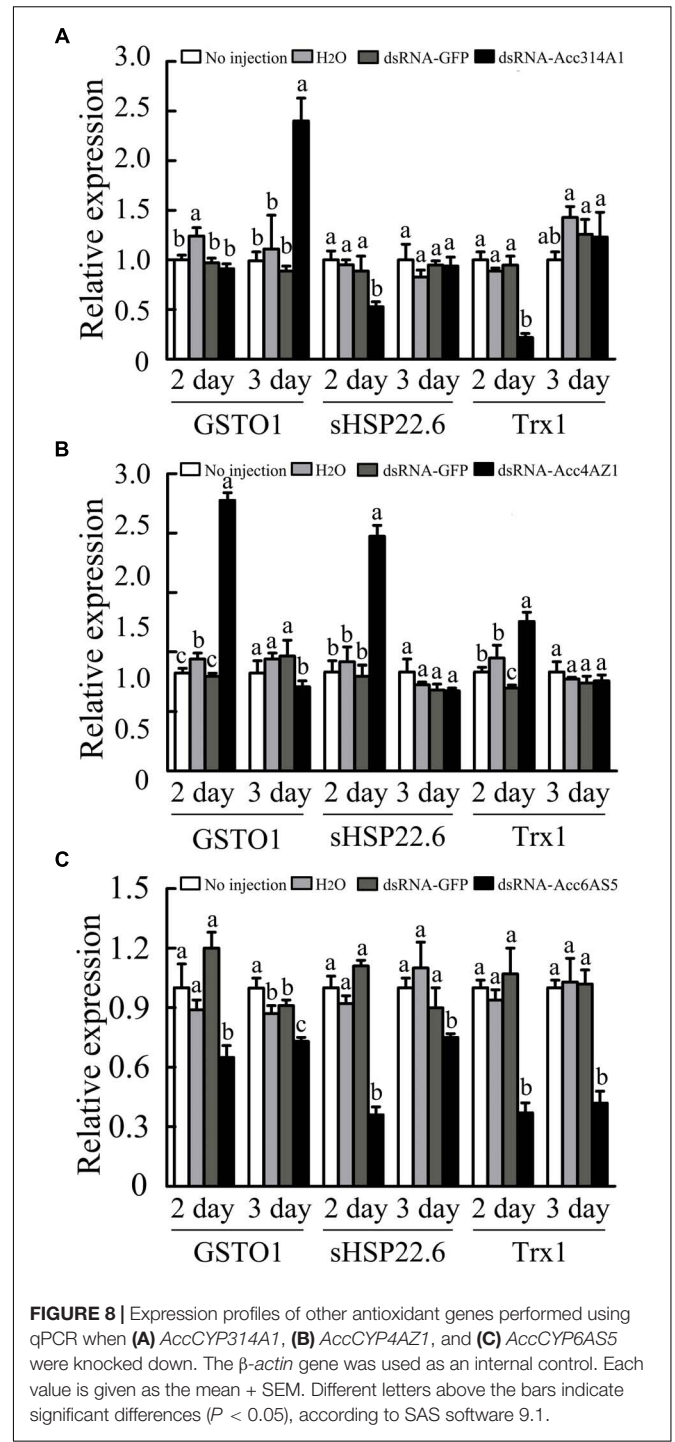 A
No injection H2O dsRNA-GFP dsRNA-Acc314A1
Relative expression
3.0
2.5
2.0
1.5
1.0
0.5
0
b a b b b b b a a a a b a a a a a a a b ab a a a
2 day 3 day 2 day 3 day 2 day 3 day
GSTO1 sHSP22.6 Trx1
B
No injection H2O dsRNA-GFP dsRNA-Acc4AZ1
Relative expression
3.0
2.5
2.0
1.5
1.0
0.5
0
c b c a a a a b b b b a a a a a b b c a a a a a
2 day 3 day 2 day 3 day 2 day 3 day
GSTO1 sHSP22.6 Trx1
C
No injection H2O dsRNA-GFP dsRNA-Acc6AS5
Relative expression
1.5
1.2
0.9
0.6
0.3
0
a a a b a b b c a a a b a a a b a a a b a a a b
2 day 3 day 2 day 3 day 2 day 3 day
GSTO1 sHSP22.6 Trx1
FIGURE 8 | Expression profiles of other antioxidant genes performed using
qPCR when (A) AccCYP314A1, (B) AccCYP4AZ1, and (C) AccCYP6AS5
were knocked down. The β-actin gene was used as an internal control. Each
value is given as the mean + SEM. Different letters above the bars indicate
significant differences (P < 0.05), according to SAS software 9.1.